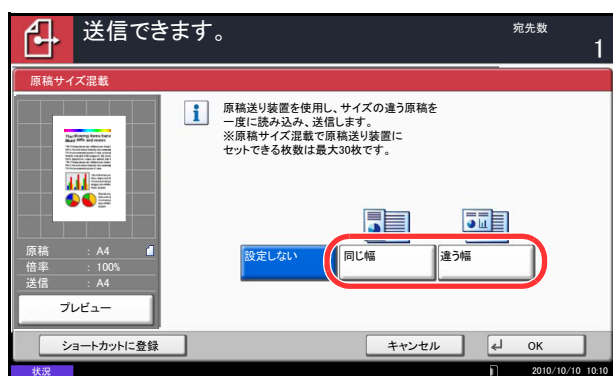 送信できます。
宛先数
1
原稿サイズ混載
原稿送り装置を使用し、サイズの違う原稿を
一度に読み込み、送信します。
※原稿サイズ混載で原稿送り装置に
セットできる枚数は最大30枚です。
原稿 : A4
倍率 : 100%
送信 : A4
プレビュー
設定しない
同じ幅
違う幅
ショートカットに登録
キャンセル
OK
状況
2010/10/10 10:10